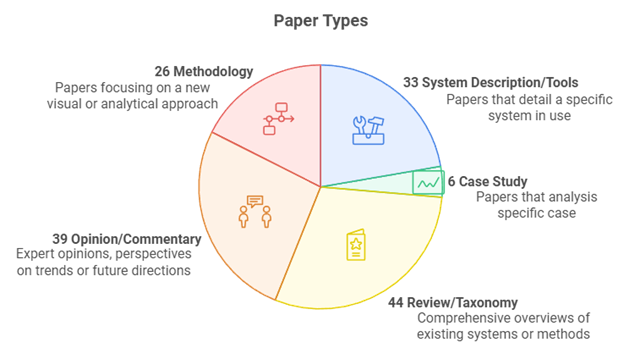 Paper Types
26 Methodology
Papers focusing on a new
visual or analytical approach
33 System Description/Tools
Papers that detail a specific
system in use
6 Case Study
Papers that analysis
specific case
39 Opinion/Commentary
Expert opinions, perspectives
on trends or future directions
44 Review/Taxonomy
Comprehensive overviews of
existing systems or methods